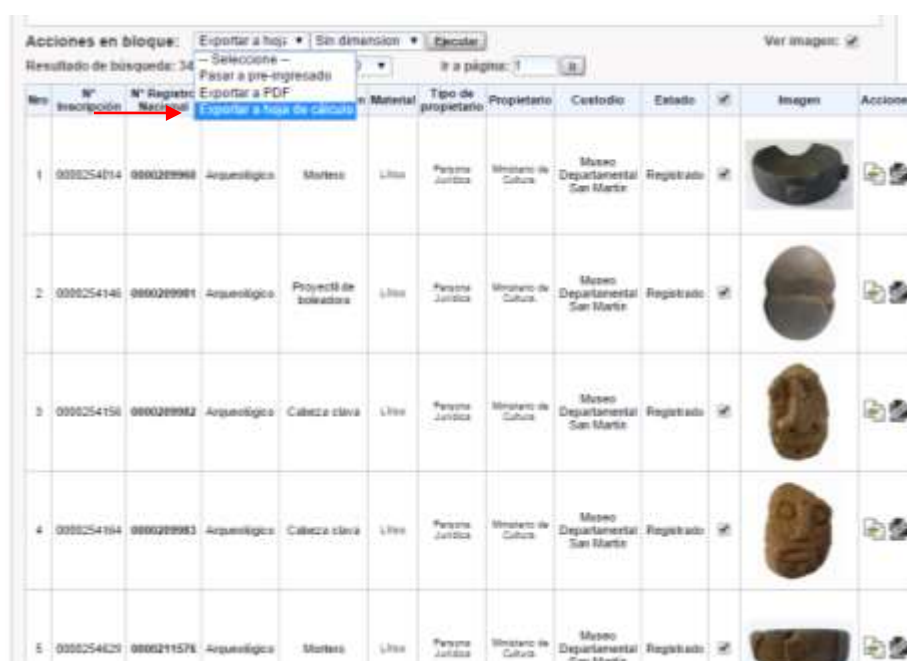 Acciones en bloque: Exportar a hoja Sin dimension Ejecutar Ver imagen:
Resultado de búsqueda: 34 Ir a página: 1 Ir
-- Seleccione --
Pasar a pre-ingresado
Exportar a PDF
Exportar a hoja de cálculo
Nro N° Inscripción N° Registro Nacional Material Tipo de propietario Propietario Custodio Estado Imagen Accione
1 0000254014 0000209960 Arqueológico Mortero Lítico Persona Jurídica Ministerio de Cultura Museo Departamental San Martín Registrado
2 0000254146 0000209981 Arqueológico Proyectil de boleadora Lítico Persona Jurídica Ministerio de Cultura Museo Departamental San Martín Registrado
3 0000254156 0000209982 Arqueológico Cabeza clava Lítico Persona Jurídica Ministerio de Cultura Museo Departamental San Martín Registrado
4 0000254164 0000209983 Arqueológico Cabeza clava Lítico Persona Jurídica Ministerio de Cultura Museo Departamental San Martín Registrado
5 0000254629 0000211576 Arqueológico Mortero Lítico Persona Jurídica Ministerio de Cultura Museo Departamental San Martín Registrado